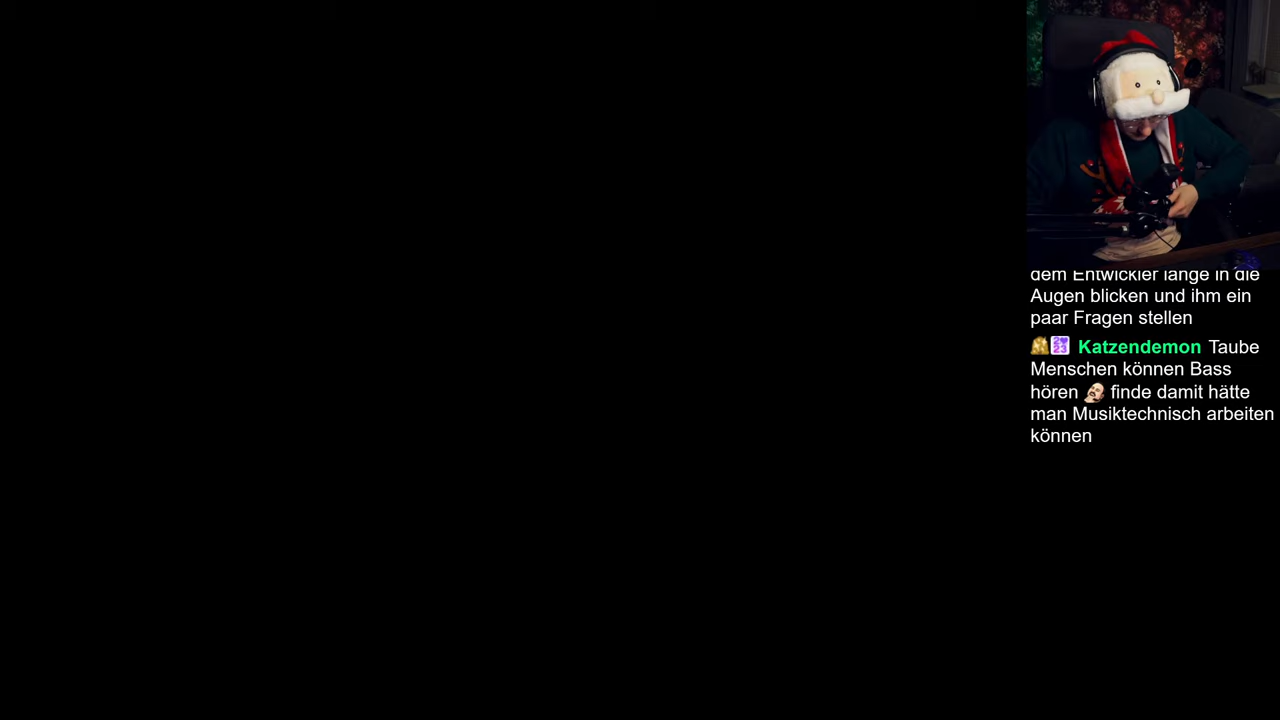 dem Entwickler lange in die
Augen blicken und ihm ein
paar Fragen stellen
Katzendemon Taube
Menschen können Bass
hören finde damit hätte
man Musiktechnisch arbeiten
können